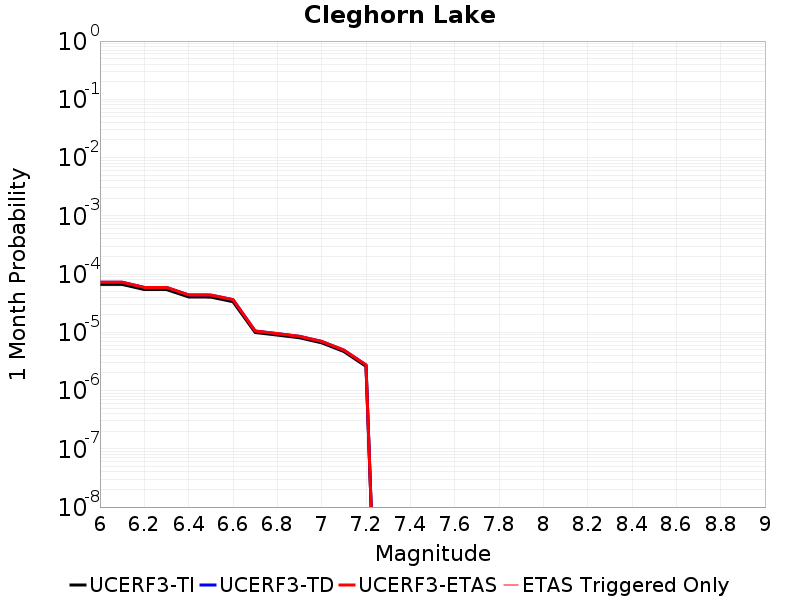 Cleghorn Lake
1 Month Probability
10^0
10^-1
10^-2
10^-3
10^-4
10^-5
10^-6
10^-7
10^-8
6 6.2 6.4 6.6 6.8 7 7.2 7.4 7.6 7.8 8 8.2 8.4 8.6 8.8 9
Magnitude
UCERF3-TI UCERF3-TD UCERF3-ETAS ETAS Triggered Only